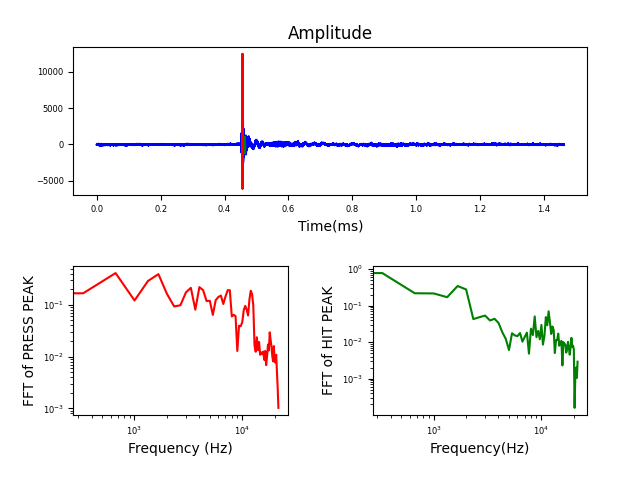 Amplitude
10000
5000
0
−5000
0.0 0.2 0.4 0.6 0.8 1.0 1.2 1.4
Time(ms)
FFT of PRESS PEAK
10⁻¹
10⁻²
10⁻³
10³ 10⁴
Frequency (Hz)
FFT of HIT PEAK
10⁰
10⁻¹
10⁻²
10⁻³
10³ 10⁴
Frequency(Hz)